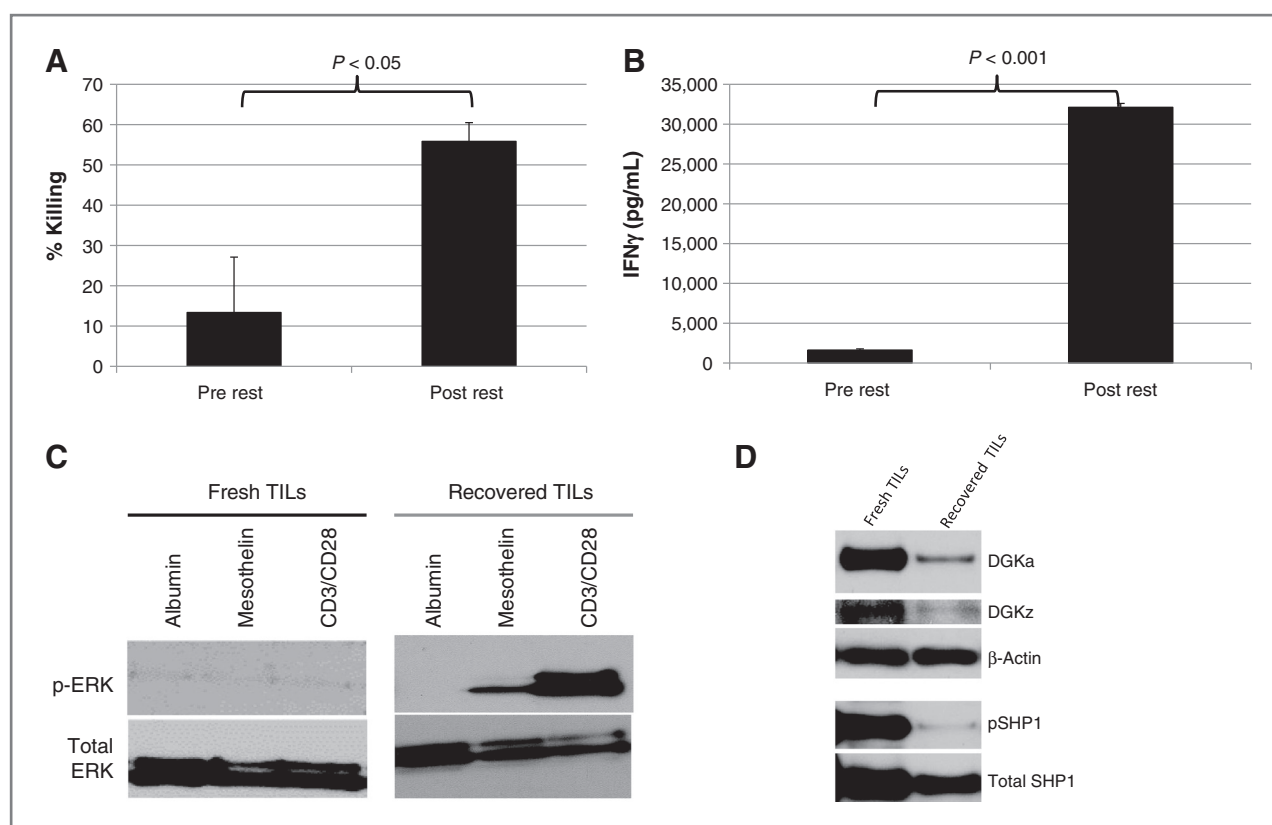 A
P < 0.05
70
60
50
40
30
20
10
0
% Killing
Pre rest
Post rest
B
P < 0.001
35,000
30,000
25,000
20,000
15,000
10,000
5,000
0
IFNγ (pg/mL)
Pre rest
Post rest
C
Fresh TILs
Recovered TILs
Albumin
Mesothelin
CD3/CD28
Albumin
Mesothelin
CD3/CD28
p-ERK
Total
ERK
D
Fresh TILs
Recovered TILs
DGKa
DGKz
β-Actin
pSHP1
Total SHP1